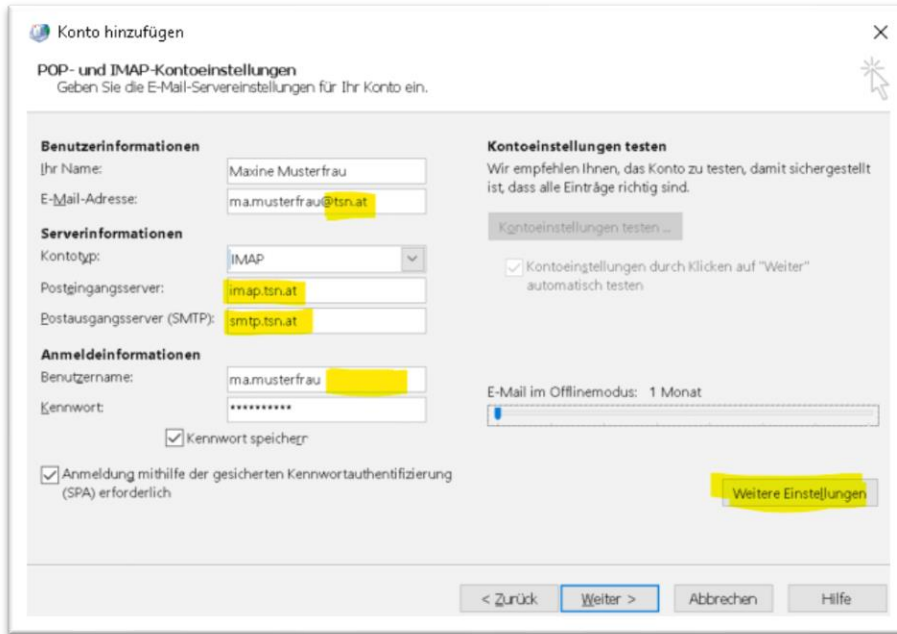 Konto hinzufügen
POP- und IMAP-Kontoeinstellungen
Geben Sie die E-Mail-Servereinstellungen für Ihr Konto ein.
Benutzerinformationen
Ihr Name:
Maxine Musterfrau
E-Mail-Adresse:
ma.musterfrau@tsn.at
Serverinformationen
Kontotyp:
IMAP
Posteingangsserver:
imap.tsn.at
Postausgangsserver (SMTP):
smtp.tsn.at
Anmeldeinformationen
Benutzername:
ma.musterfrau
Kennwort:
**********
Kennwort speichern
Anmeldung mithilfe der gesicherten Kennwortauthentifizierung
(SPA) erforderlich
Kontoeinstellungen testen
Wir empfehlen Ihnen, das Konto zu testen, damit sichergestellt
ist, dass alle Einträge richtig sind.
Kontoeinstellungen testen ...
Kontoeinstellungen durch Klicken auf "Weiter"
automatisch testen
E-Mail im Offlinemodus: 1 Monat
Weitere Einstellungen
< Zurück
Weiter >
Abbrechen
Hilfe